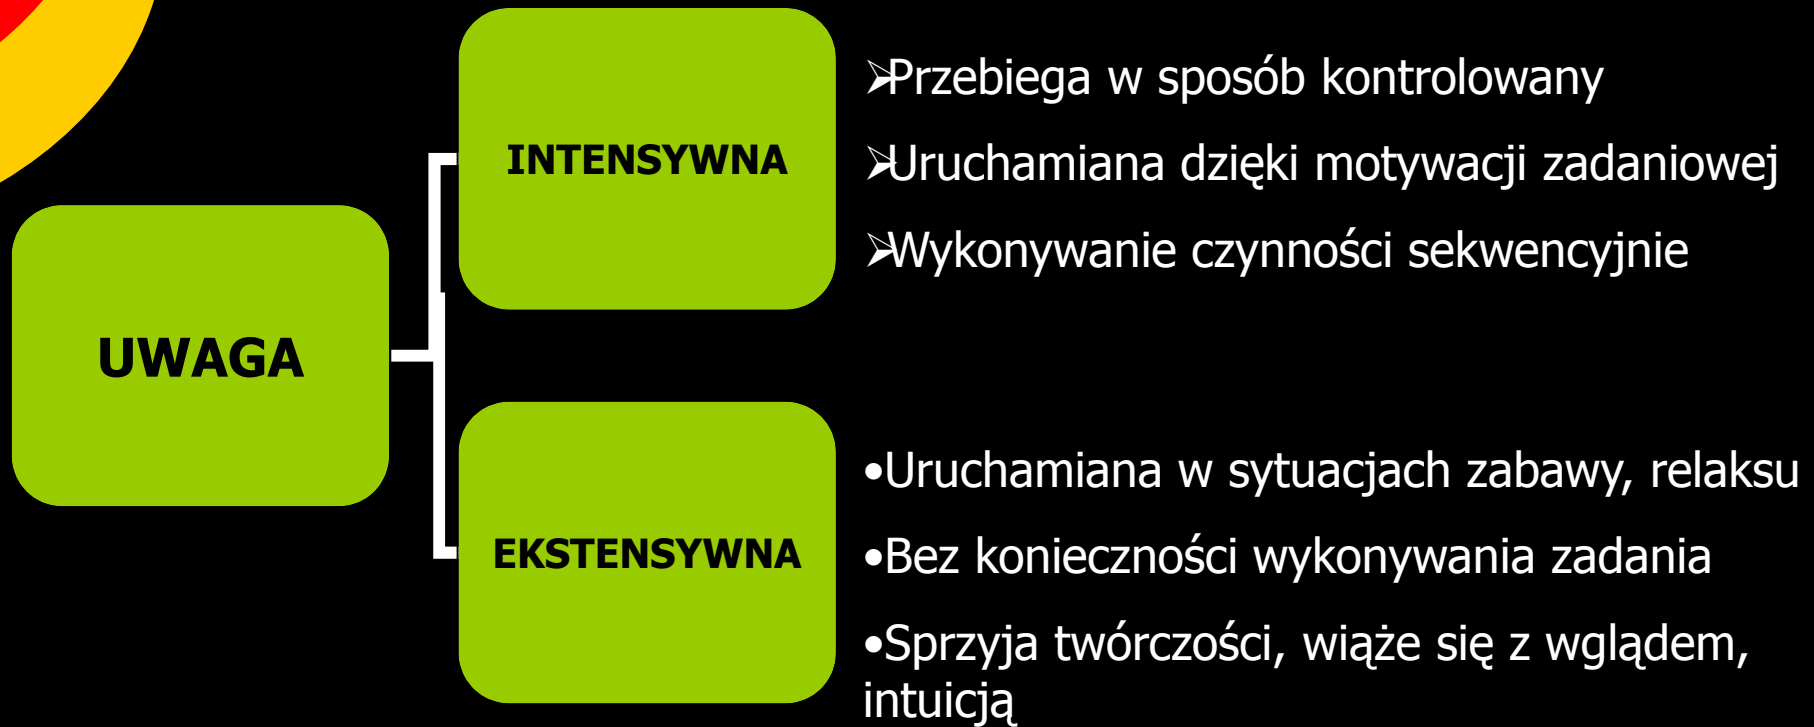 UWAGA
INTENSYWNA
➢Przebiega w sposób kontrolowany
➢Uruchamiana dzięki motywacji zadaniowej
➢Wykonywanie czynności sekwencyjnie
EKSTENSYWNA
•Uruchamiana w sytuacjach zabawy, relaksu
•Bez konieczności wykonywania zadania
•Sprzyja twórczości, wiąże się z wglądem,
intuicją